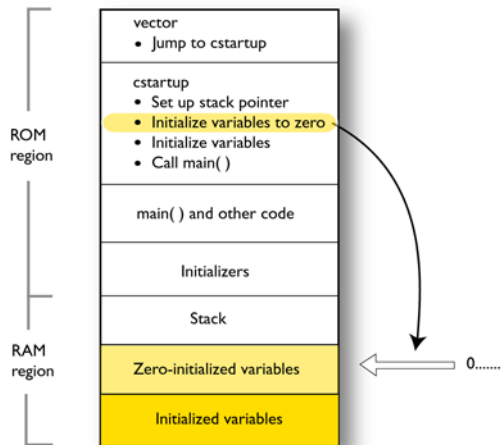 vector
• Jump to cstartup
cstartup
• Set up stack pointer
• Initialize variables to zero
• Initialize variables
• Call main( )
ROM
region
main( ) and other code
Initializers
Stack
RAM
region
Zero-initialized variables
0.......
Initialized variables